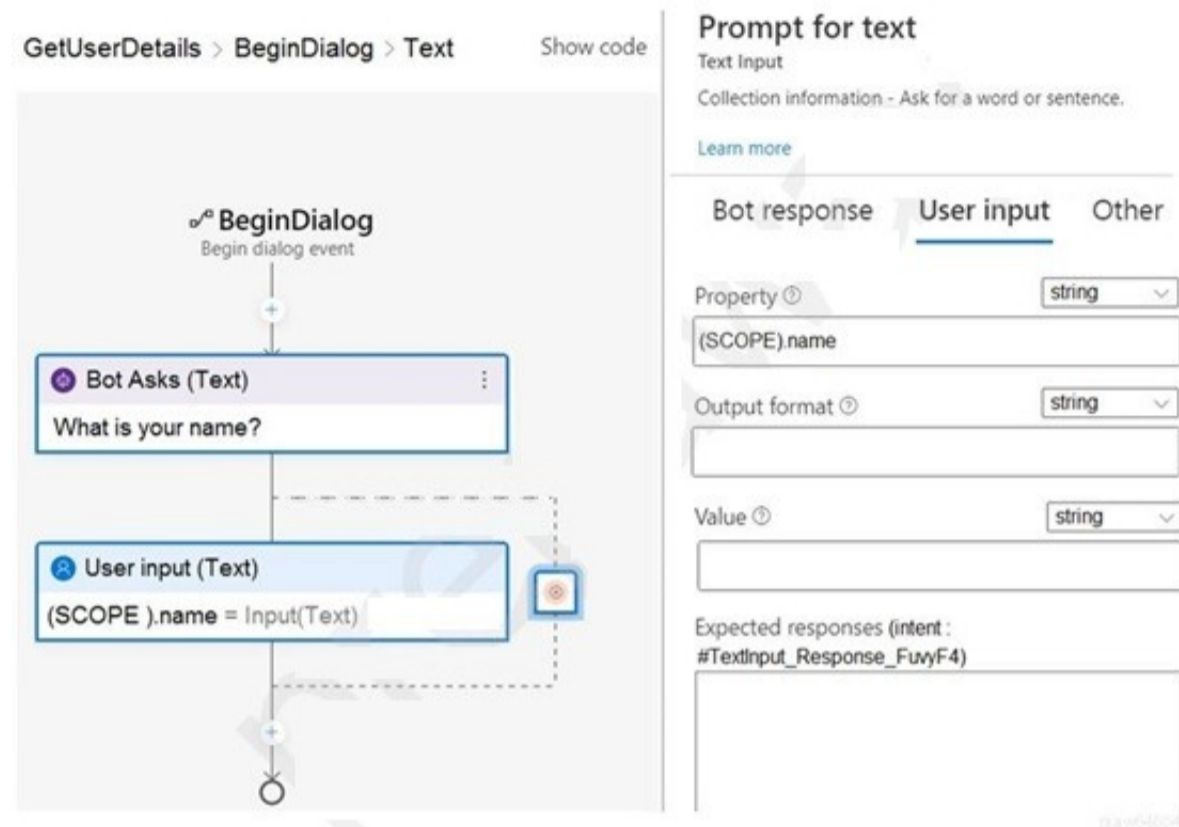 GetUserDetails > BeginDialog > Text
Show code
BeginDialog
Begin dialog event
Bot Asks (Text)
What is your name?
User input (Text)
(SCOPE ).name = Input(Text)
Prompt for text
Text Input
Collection information - Ask for a word or sentence.
Learn more
Bot response User input Other
Property
string
(SCOPE).name
Output format
string
Value
string
Expected responses (intent :
#TextInput_Response_FuvyF4)